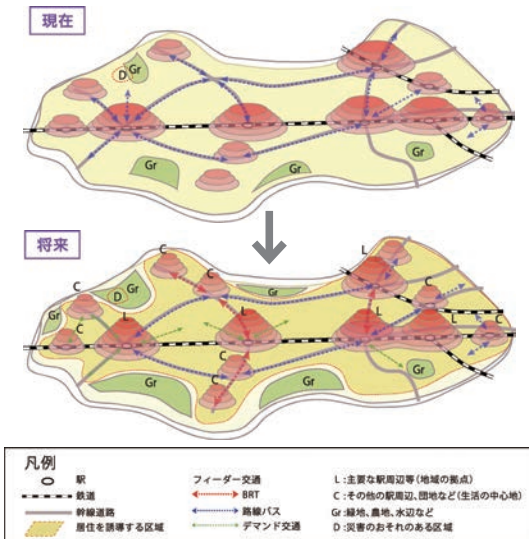 現在
D
Gr
Gr
Gr
Gr
将来
C
C
L
C
D
Gr
Gr
C
L
L
C
L
C
Gr
C
C
Gr
Gr
Gr
凡例
駅
鉄道
幹線道路
居住を誘導する区域
フィーダー交通
BRT
路線バス
デマンド交通
L:主要な駅周辺等(地域の拠点)
C:その他の駅周辺、団地など(生活の中心地)
Gr:緑地、農地、水辺など
D:災害のおそれのある区域